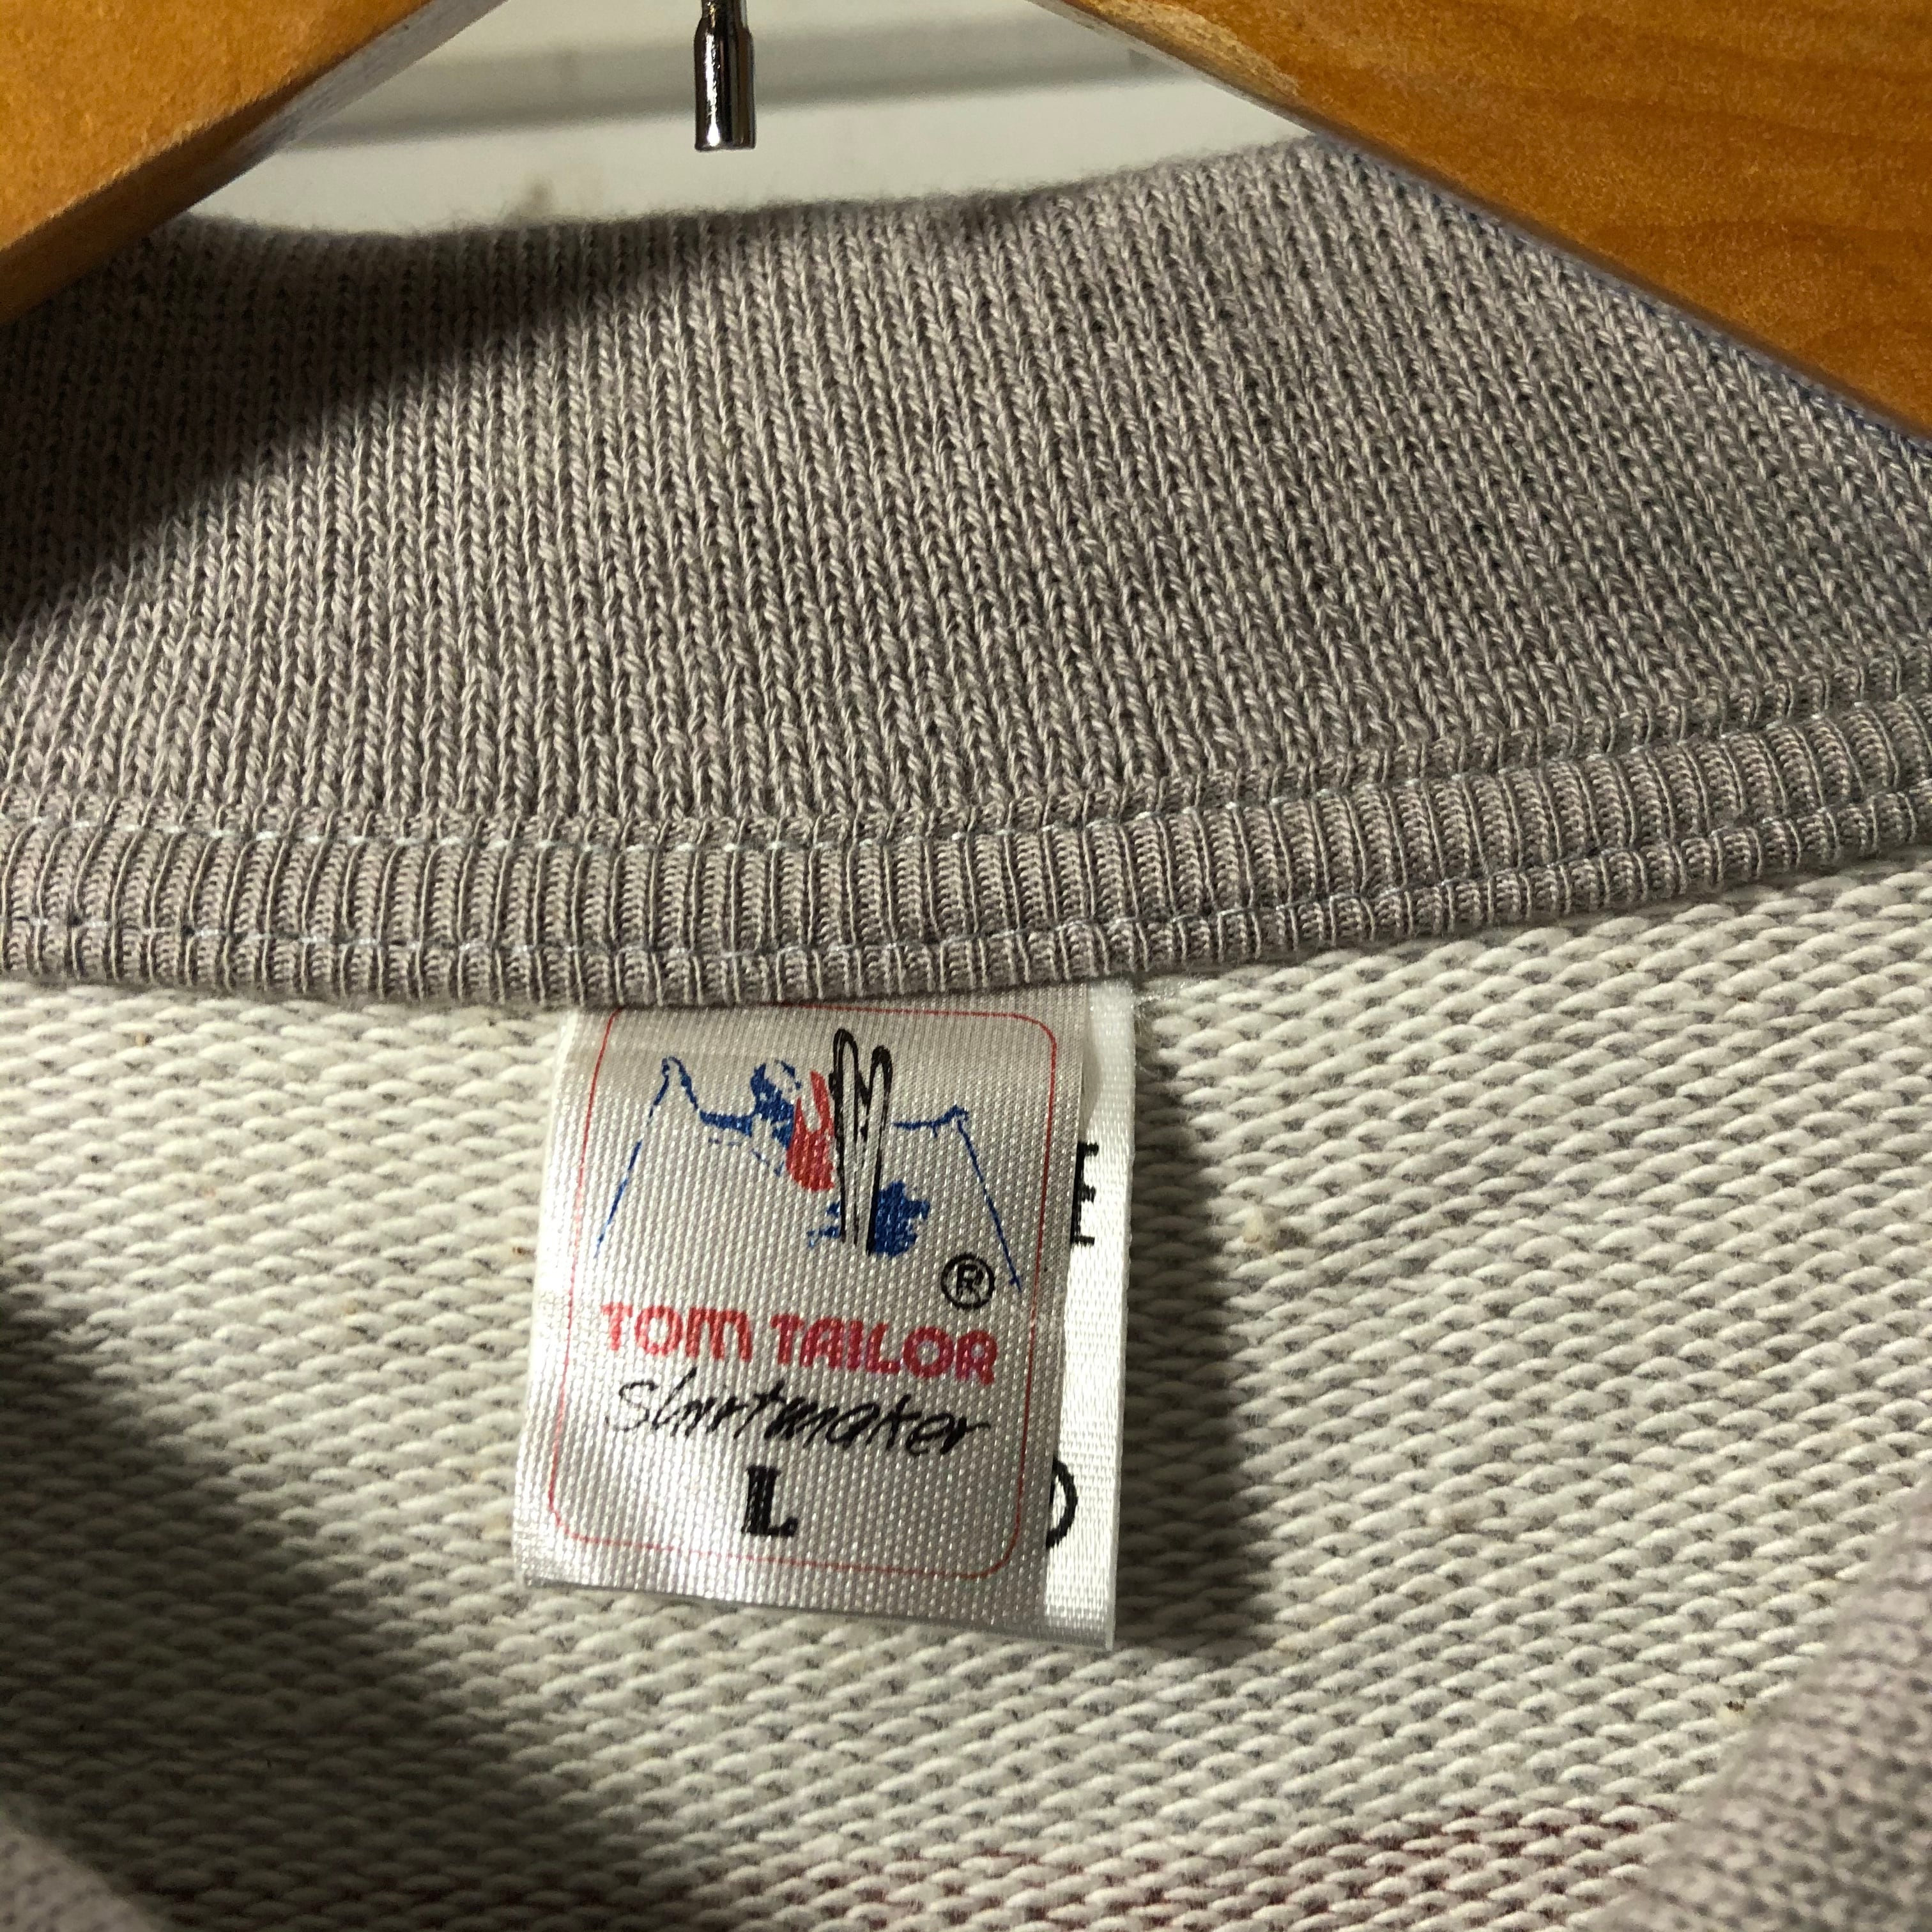 ®
TOM TAILOR
Shirtmaker
L